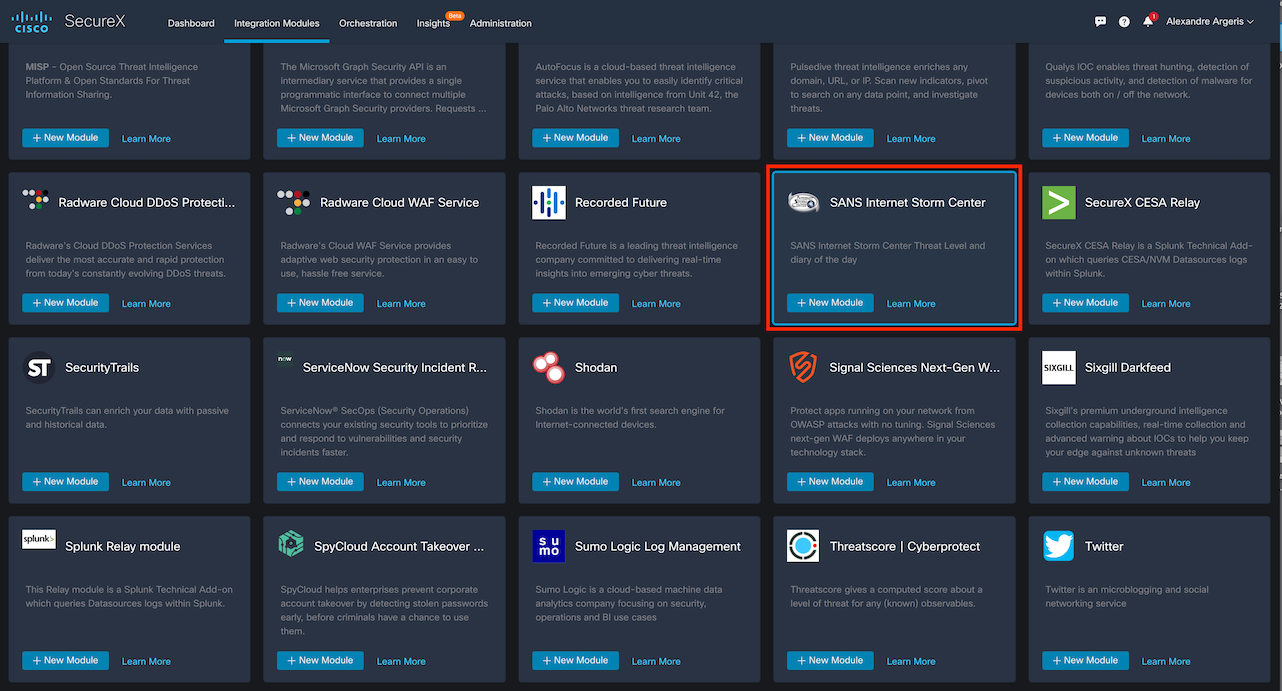 CISCO
SecureX
Dashboard
Integration Modules
Orchestration
Insights
Beta
Administration
1
Alexandre Argeris
MISP - Open Source Threat Intelligence
Platform & Open Standards For Threat
Information Sharing.
+ New Module
Learn More
The Microsoft Graph Security API is an
intermediary service that provides a single
programmatic interface to connect multiple
Microsoft Graph Security providers. Requests ...
+ New Module
Learn More
AutoFocus is a cloud-based threat intelligence
service that enables you to easily identify critical
attacks, based on intelligence from Unit 42, the
Palo Alto Networks threat research team.
+ New Module
Learn More
Pulsedive threat intelligence enriches any
domain, URL, or IP. Scan new indicators, pivot
to search on any data point, and investigate
threats.
+ New Module
Learn More
Qualys IOC enables threat hunting, detection of
suspicious activity, and detection of malware for
devices both on / off the network.
+ New Module
Learn More
Radware Cloud DDoS Protecti...
Radware's Cloud DDoS Protection Services
deliver the most accurate and rapid protection
from today's constantly evolving DDoS threats.
+ New Module
Learn More
Radware Cloud WAF Service
Radware's Cloud WAF Service provides
adaptive web security protection in an easy to
use, hassle free service.
+ New Module
Learn More
Recorded Future
Recorded Future is a leading threat intelligence
company committed to delivering real-time
insights into emerging cyber threats.
+ New Module
Learn More
SANS Internet Storm Center
SANS Internet Storm Center Threat Level and
diary of the day
+ New Module
Learn More
SecureX CESA Relay
SecureX CESA Relay is a Splunk Technical Add-
on which queries CESA/NVM Datasources logs
within Splunk.
+ New Module
Learn More
ST
SecurityTrails
SecurityTrails can enrich your data with passive
and historical data.
+ New Module
Learn More
now
ServiceNow Security Incident R...
ServiceNow® SecOps (Security Operations)
connects your existing security tools to prioritize
and respond to vulnerabilities and security
incidents faster.
+ New Module
Learn More
Shodan
Shodan is the world's first search engine for
Internet-connected devices.
+ New Module
Learn More
Signal Sciences Next-Gen W...
Protect apps running on your network from
OWASP attacks with no tuning. Signal Sciences
next-gen WAF deploys anywhere in your
technology stack.
+ New Module
Learn More
SIXGILL
Sixgill Darkfeed
Sixgill's premium underground intelligence
collection capabilities, real-time collection and
advanced warning about IOCs to help you keep
your edge against unknown threats
+ New Module
Learn More
splunk>
Splunk Relay module
This Relay module is a Splunk Technical Add-on
which queries Datasources logs within Splunk.
+ New Module
Learn More
SpyCloud Account Takeover ...
SpyCloud helps enterprises prevent corporate
account takeover by detecting stolen passwords
early, before criminals have a chance to use
them.
+ New Module
Learn More
su
mo
Sumo Logic Log Management
Sumo Logic is a cloud-based machine data
analytics company focusing on security,
operations and BI use cases
+ New Module
Learn More
Threatscore | Cyberprotect
Threatscore gives a computed score about a
level of threat for any (known) observables.
+ New Module
Learn More
Twitter
Twitter is an microblogging and social
networking service
+ New Module
Learn More